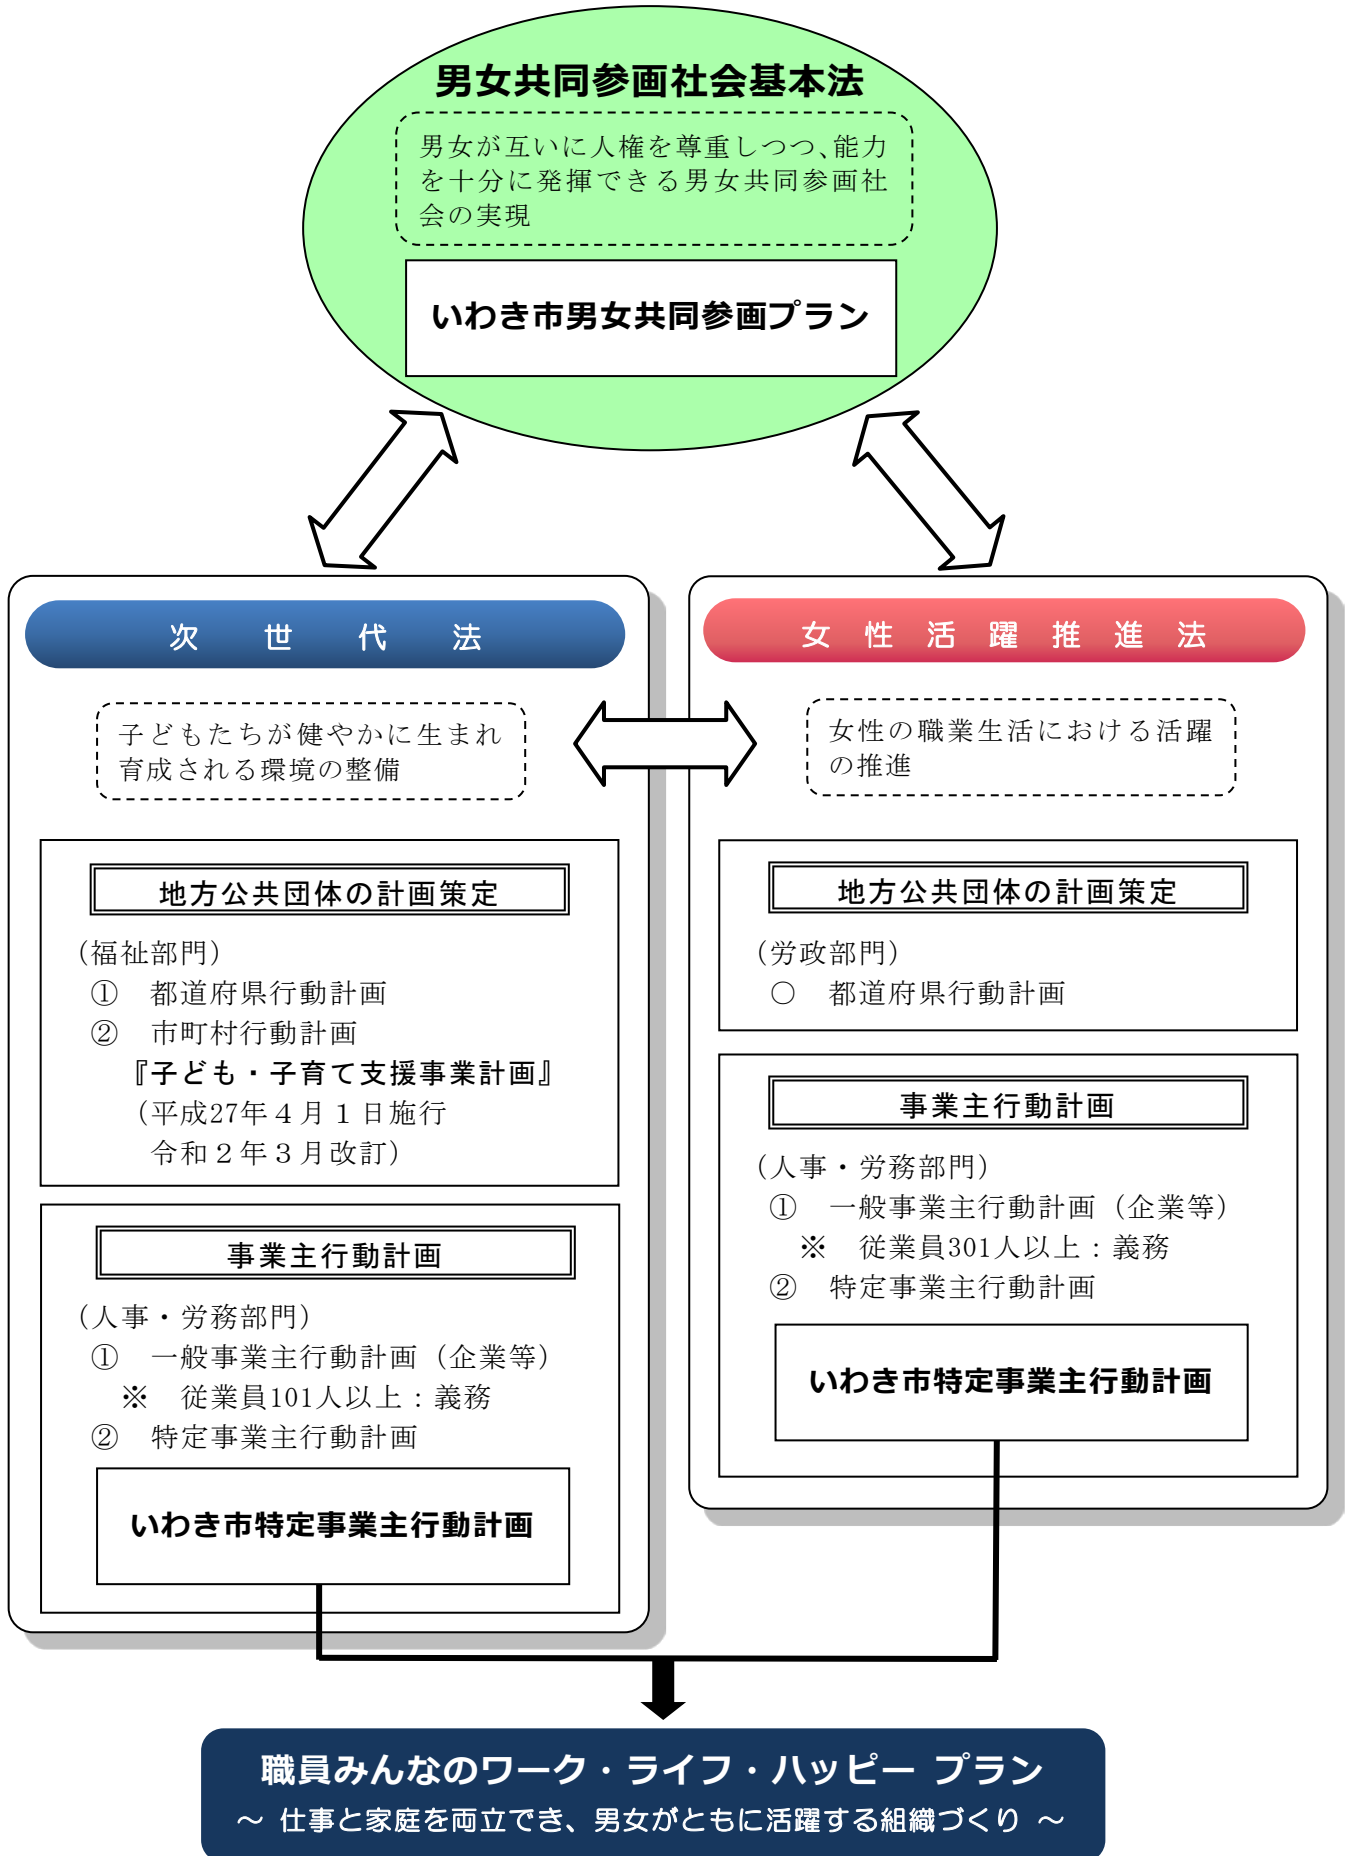 男女共同参画社会基本法
男女が互いに人権を尊重しつつ、能力
を十分に発揮できる男女共同参画社
会の実現
いわき市男女共同参画プラン
次世代法
子どもたちが健やかに生まれ
育成される環境の整備
地方公共団体の計画策定
(福祉部門)
① 都道府県行動計画
② 市町村行動計画
『子ども・子育て支援事業計画』
(平成27年４月１日施行
令和２年３月改訂)
事業主行動計画
(人事・労務部門)
① 一般事業主行動計画（企業等）
※ 従業員101人以上：義務
② 特定事業主行動計画
いわき市特定事業主行動計画
女性活躍推進法
女性の職業生活における活躍
の推進
地方公共団体の計画策定
(労政部門)
○ 都道府県行動計画
事業主行動計画
(人事・労務部門)
① 一般事業主行動計画（企業等）
※ 従業員301人以上：義務
② 特定事業主行動計画
いわき市特定事業主行動計画
職員みんなのワーク・ライフ・ハッピー プラン
～ 仕事と家庭を両立でき、男女がともに活躍する組織づくり ～